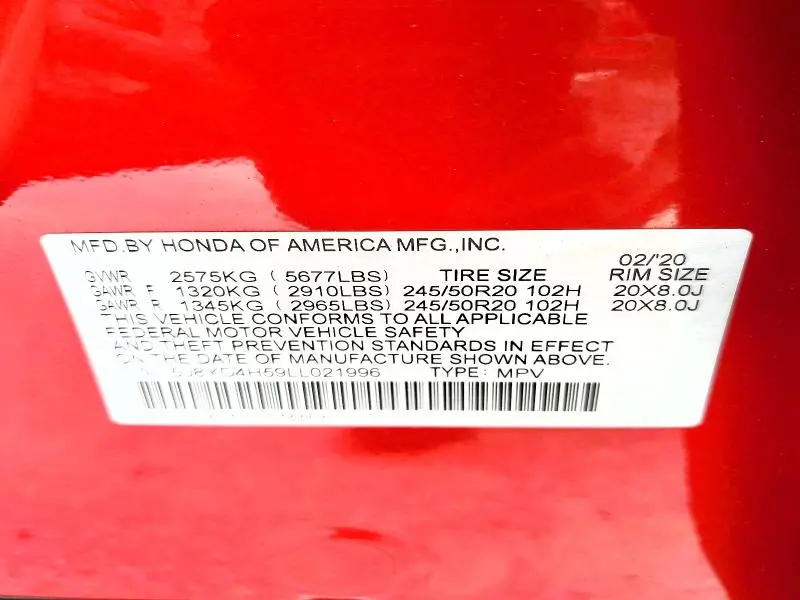 MFD.BY HONDA OF AMERICA MFG.,INC.
02/'20
GVWR 2575KG ( 5677LBS) TIRE SIZE RIM SIZE
GAWR F 1320KG ( 2910LBS) 245/50R20 102H 20X8.0J
GAWR R 1345KG ( 2965LBS) 245/50R20 102H 20X8.0J
THIS VEHICLE CONFORMS TO ALL APPLICABLE
FEDERAL MOTOR VEHICLE SAFETY
AND THEFT PREVENTION STANDARDS IN EFFECT
ON THE DATE OF MANUFACTURE SHOWN ABOVE.
5J8YD4H59LL021996 TYPE: MPV